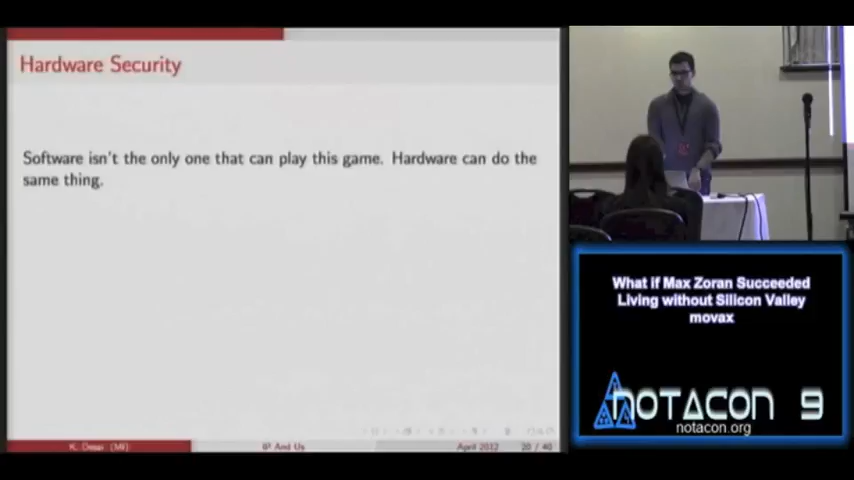 Hardware Security
Software isn't the only one that can play this game. Hardware can do the
same thing.
IP And Us
April 2012
20 / 40
What if Max Zoran Succeeded
Living without Silicon Valley
movax
NOTACON 9
notacon.org